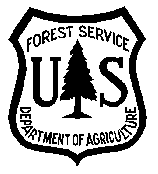 FOREST SERVICE
U S
DEPARTMENT OF AGRICULTURE